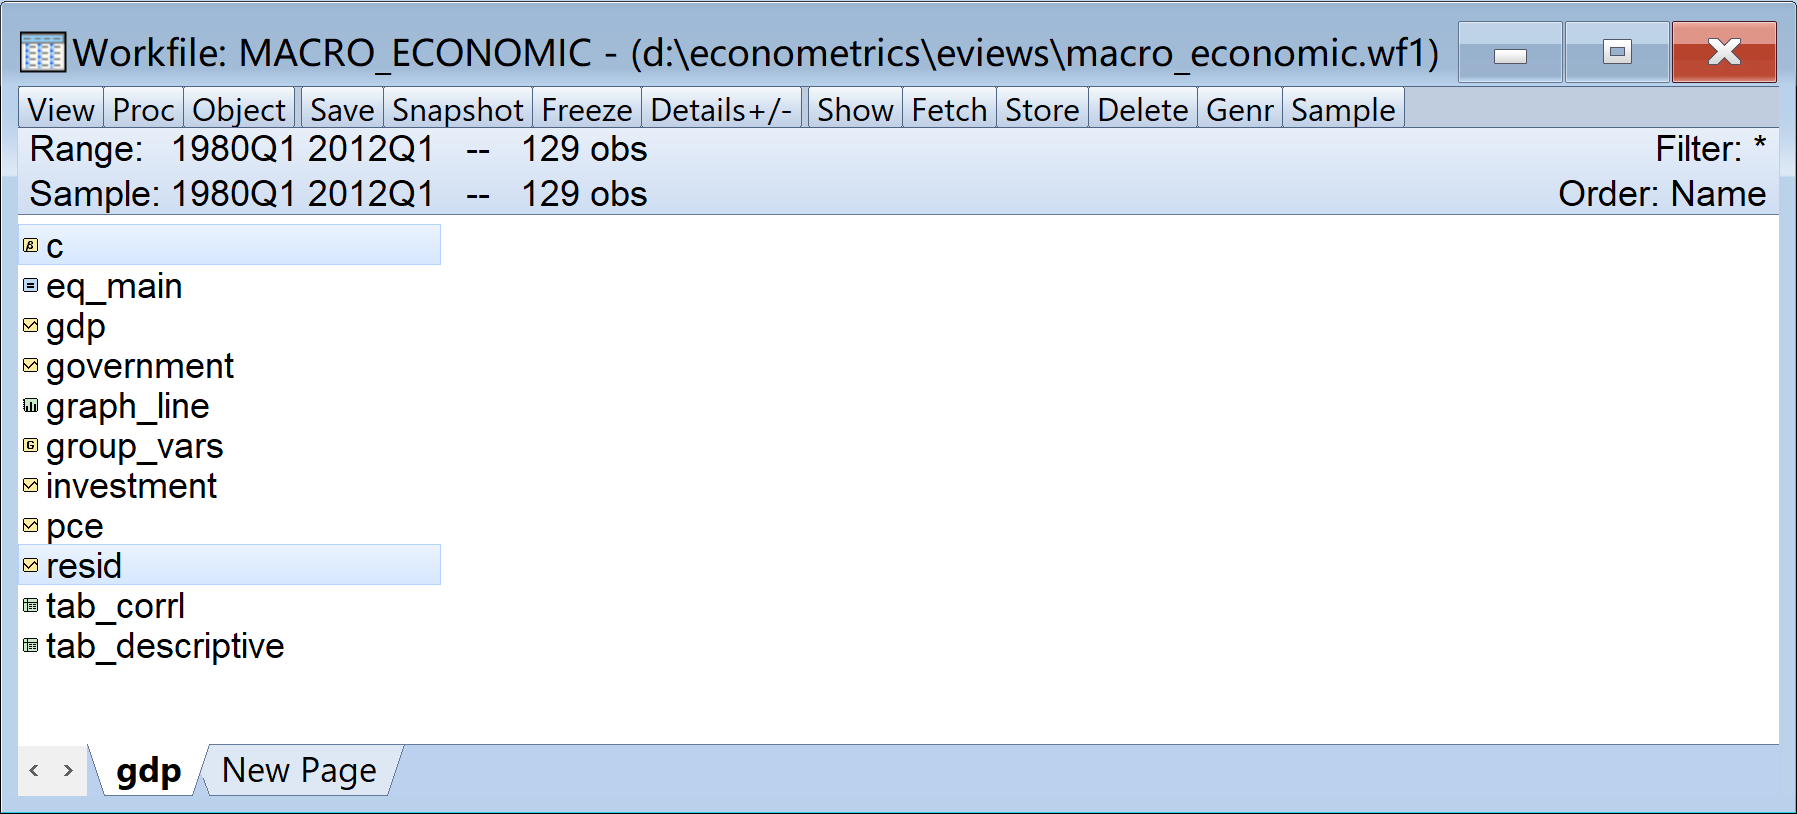 Workfile: MACRO_ECONOMIC - (d:\econometrics\eviews\macro_economic.wf1)
View Proc Object Save Snapshot Freeze Details+/- Show Fetch Store Delete Genr Sample
Range: 1980Q1 2012Q1 -- 129 obs Filter: *
Sample: 1980Q1 2012Q1 -- 129 obs Order: Name
c
eq_main
gdp
government
graph_line
group_vars
investment
pce
resid
tab_corrl
tab_descriptive
gdp New Page